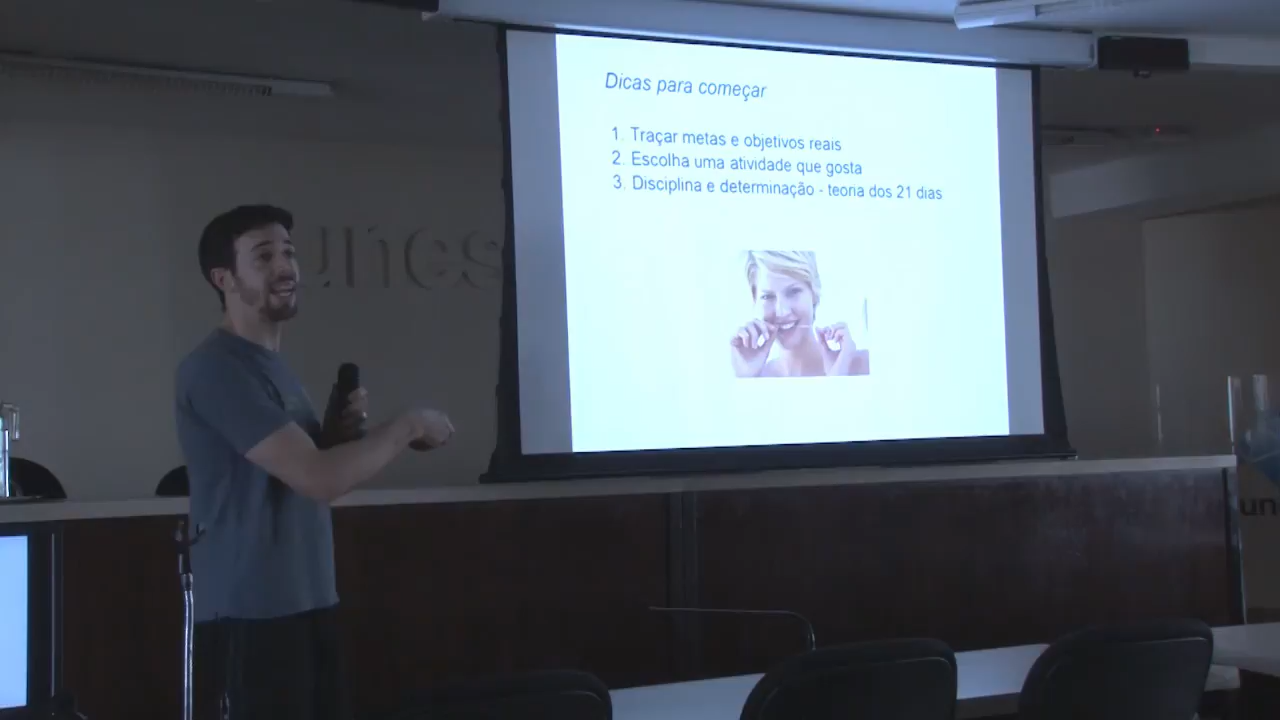 Dicas para começar
1. Traçar metas e objetivos reais
2. Escolha uma atividade que gosta
3. Disciplina e determinação - teoria dos 21 dias
unes
un